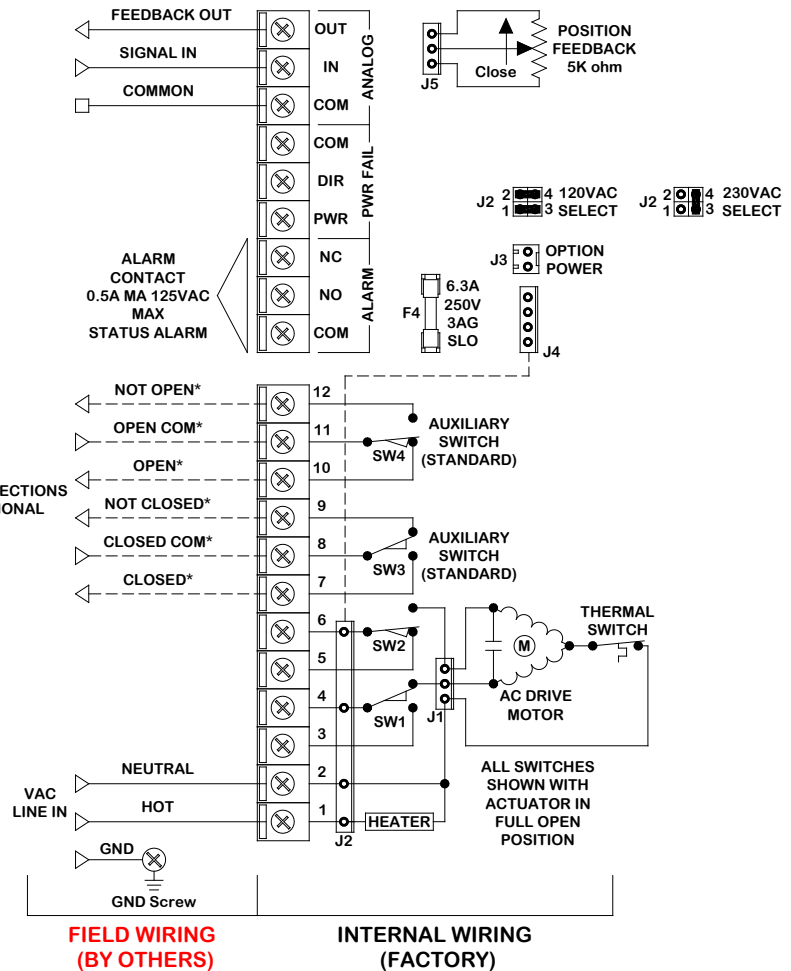 FEEDBACK OUT
SIGNAL IN
COMMON
OUT
IN
COM
ANALOG
COM
DIR
PWR
PWR FAIL
NC
NO
COM
ALARM
ALARM
CONTACT
0.5A MA 125VAC
MAX
STATUS ALARM
J5
Close
POSITION
FEEDBACK
5K ohm
J2
2
1
4
3
120VAC
SELECT
J2
2
1
4
3
230VAC
SELECT
J3
OPTION
POWER
F4
6.3A
250V
3AG
SLO
J4
NOT OPEN*
OPEN COM*
OPEN*
NOT CLOSED*
CLOSED COM*
CLOSED*
ECTIONS
IONAL
12
11
10
9
8
7
6
5
4
3
2
1
SW4
AUXILIARY
SWITCH
(STANDARD)
SW3
AUXILIARY
SWITCH
(STANDARD)
SW2
SW1
J1
M
AC DRIVE
MOTOR
THERMAL
SWITCH
NEUTRAL
HOT
VAC
LINE IN
J2
HEATER
ALL SWITCHES
SHOWN WITH
ACTUATOR IN
FULL OPEN
POSITION
GND
GND Screw
FIELD WIRING
(BY OTHERS)
INTERNAL WIRING
(FACTORY)